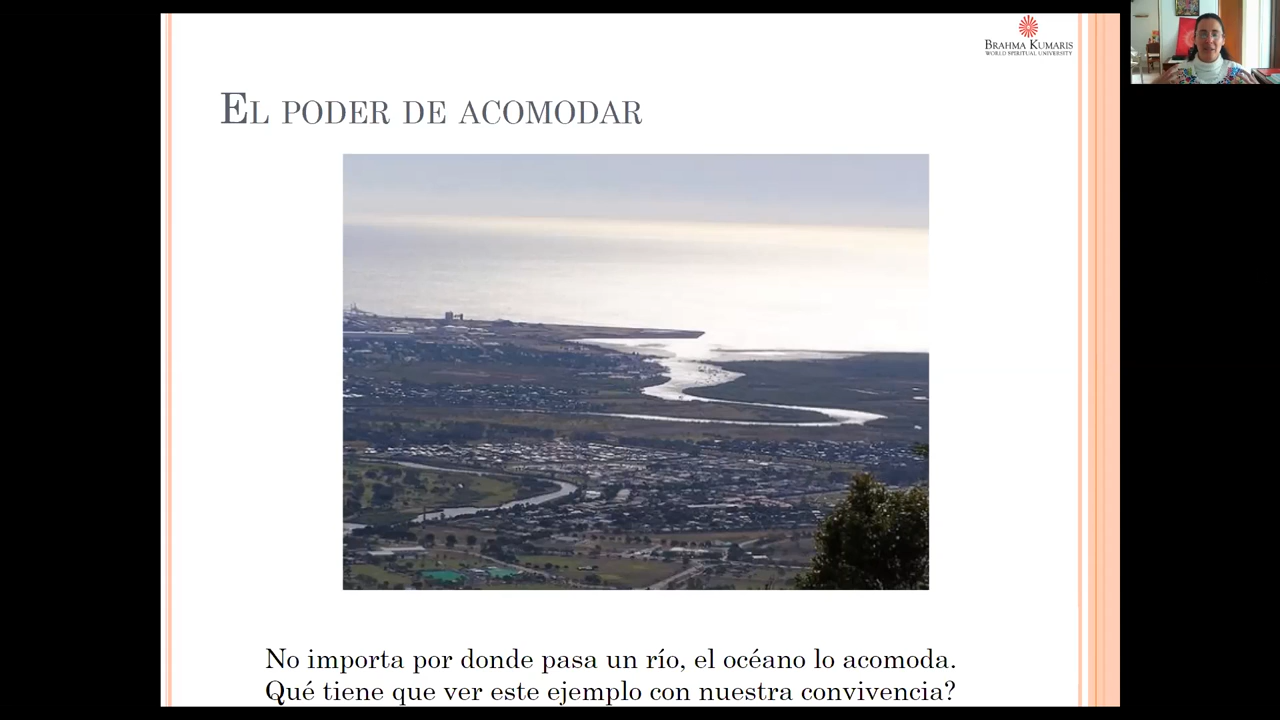 BRAHMA KUMARIS
WORLD SPIRITUAL UNIVERSITY
EL PODER DE ACOMODAR
No importa por donde pasa un río, el océano lo acomoda.
Qué tiene que ver este ejemplo con nuestra convivencia?